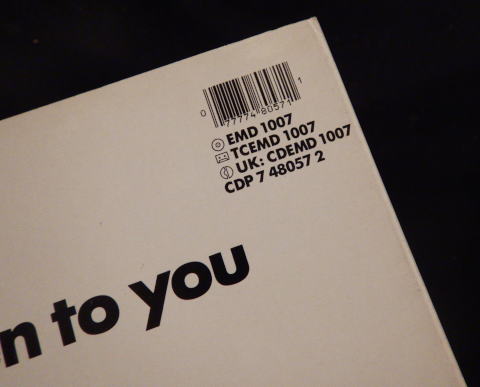 0 77774 80571 1
EMD 1007
TCEMD 1007
UK: CDEMD 1007
CDP 7 48057 2
n to you